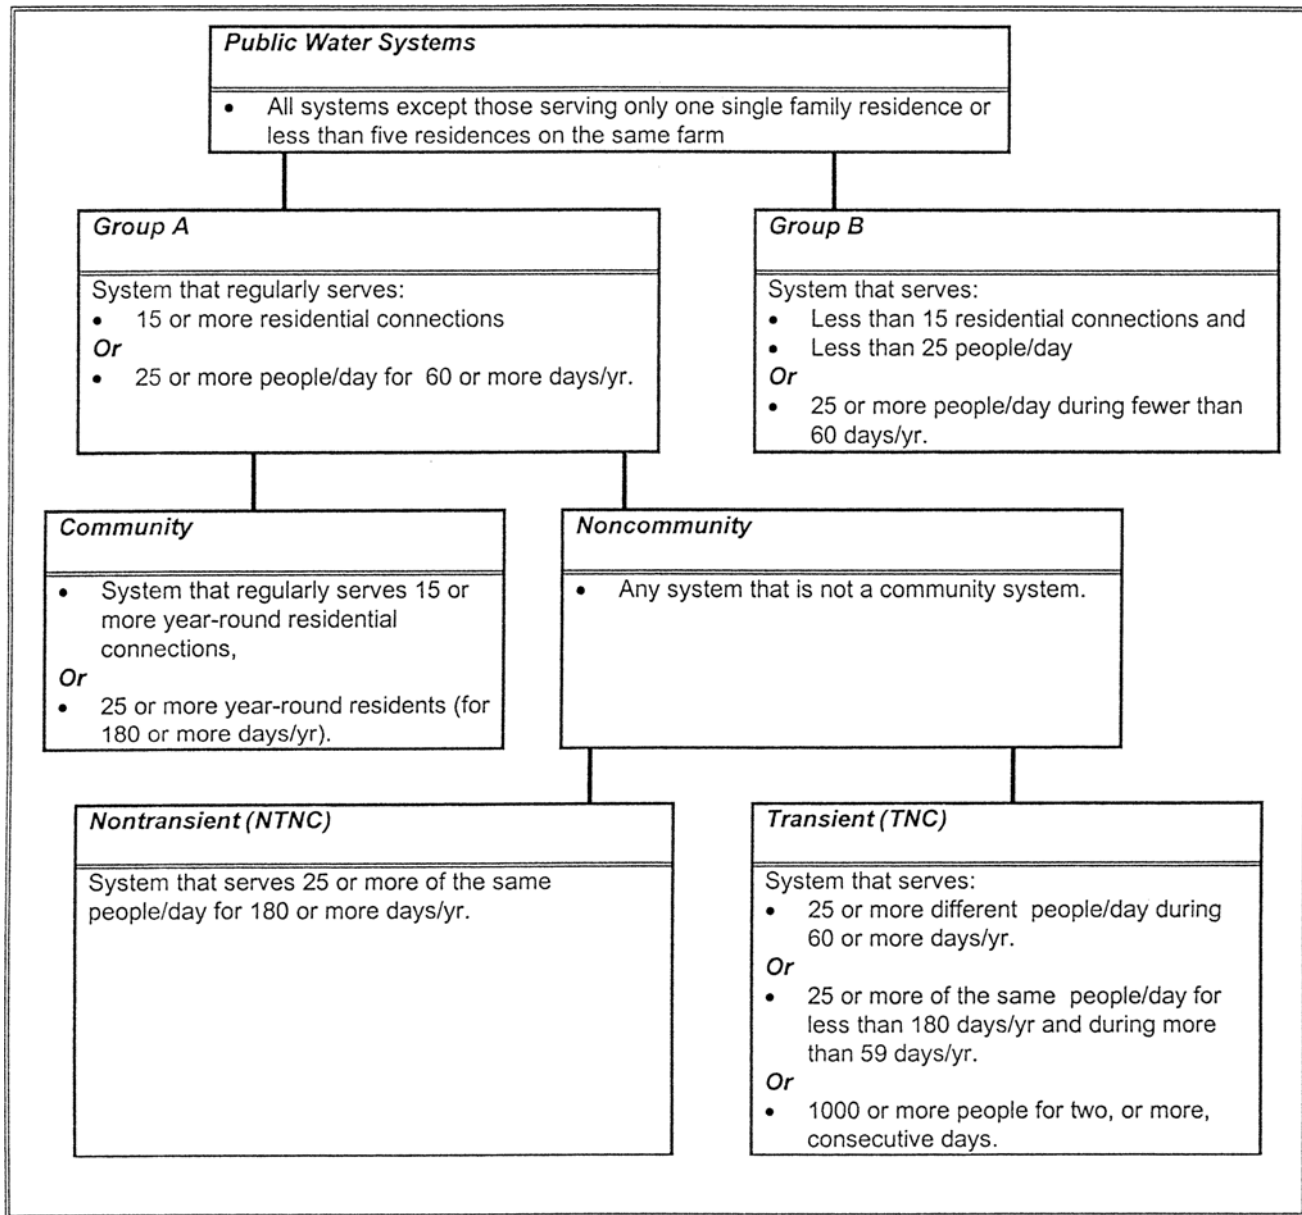 Public Water Systems
• All systems except those serving only one single family residence or
less than five residences on the same farm
Group A
System that regularly serves:
• 15 or more residential connections
Or
• 25 or more people/day for 60 or more days/yr.
Group B
System that serves:
• Less than 15 residential connections and
• Less than 25 people/day
Or
• 25 or more people/day during fewer than
60 days/yr.
Community
• System that regularly serves 15 or
more year-round residential
connections,
Or
• 25 or more year-round residents (for
180 or more days/yr).
Noncommunity
• Any system that is not a community system.
Nontransient (NTNC)
System that serves 25 or more of the same
people/day for 180 or more days/yr.
Transient (TNC)
System that serves:
• 25 or more different people/day during
60 or more days/yr.
Or
• 25 or more of the same people/day for
less than 180 days/yr and during more
than 59 days/yr.
Or
• 1000 or more people for two, or more,
consecutive days.